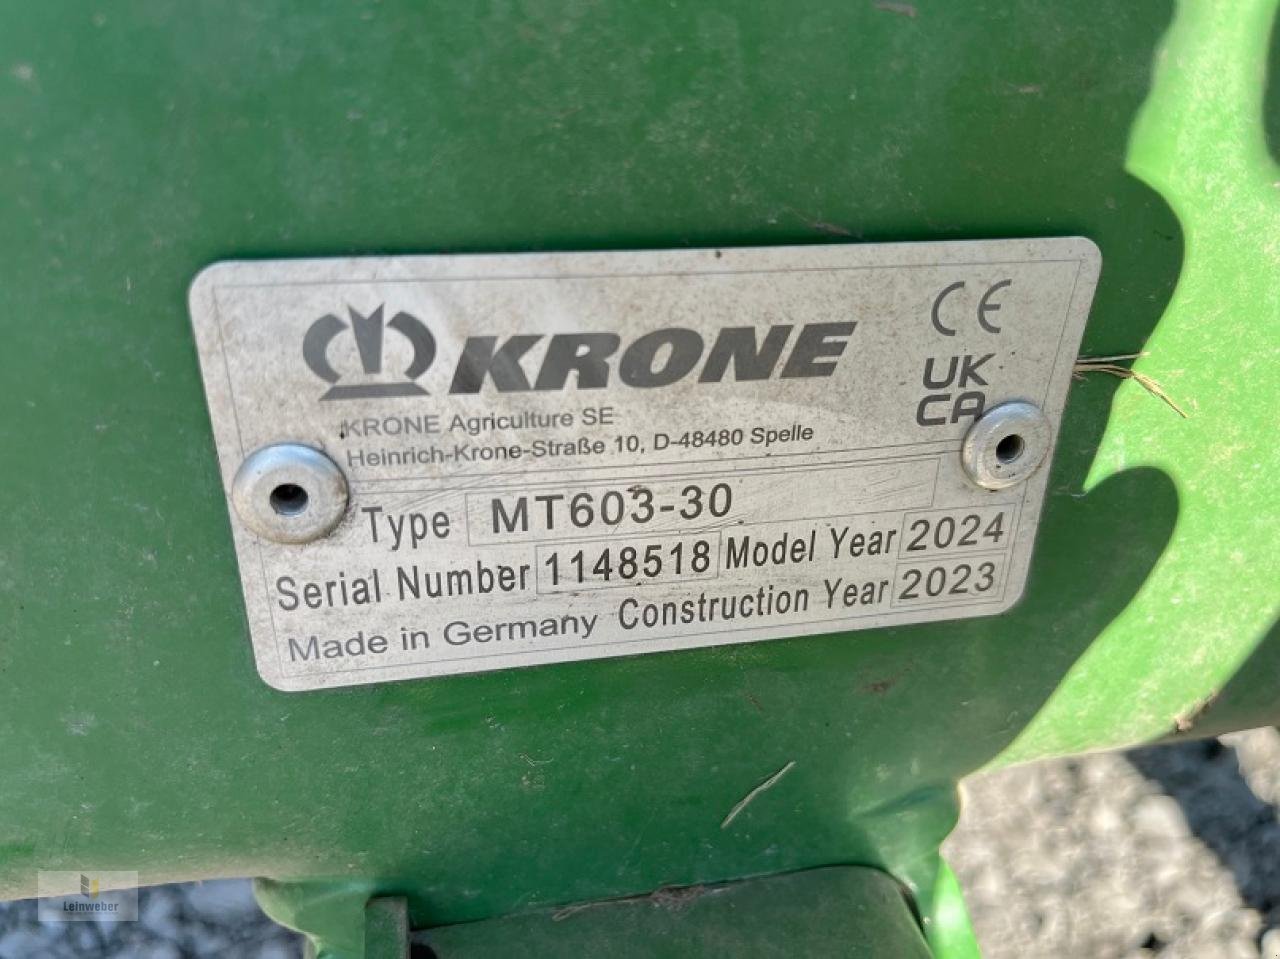 KRONE
CE
UK
CA
KRONE Agriculture SE
Heinrich-Krone-Straße 10, D-48480 Spelle
Type MT603-30
Serial Number 1148518 Model Year 2024
Made in Germany Construction Year 2023
Leinweber